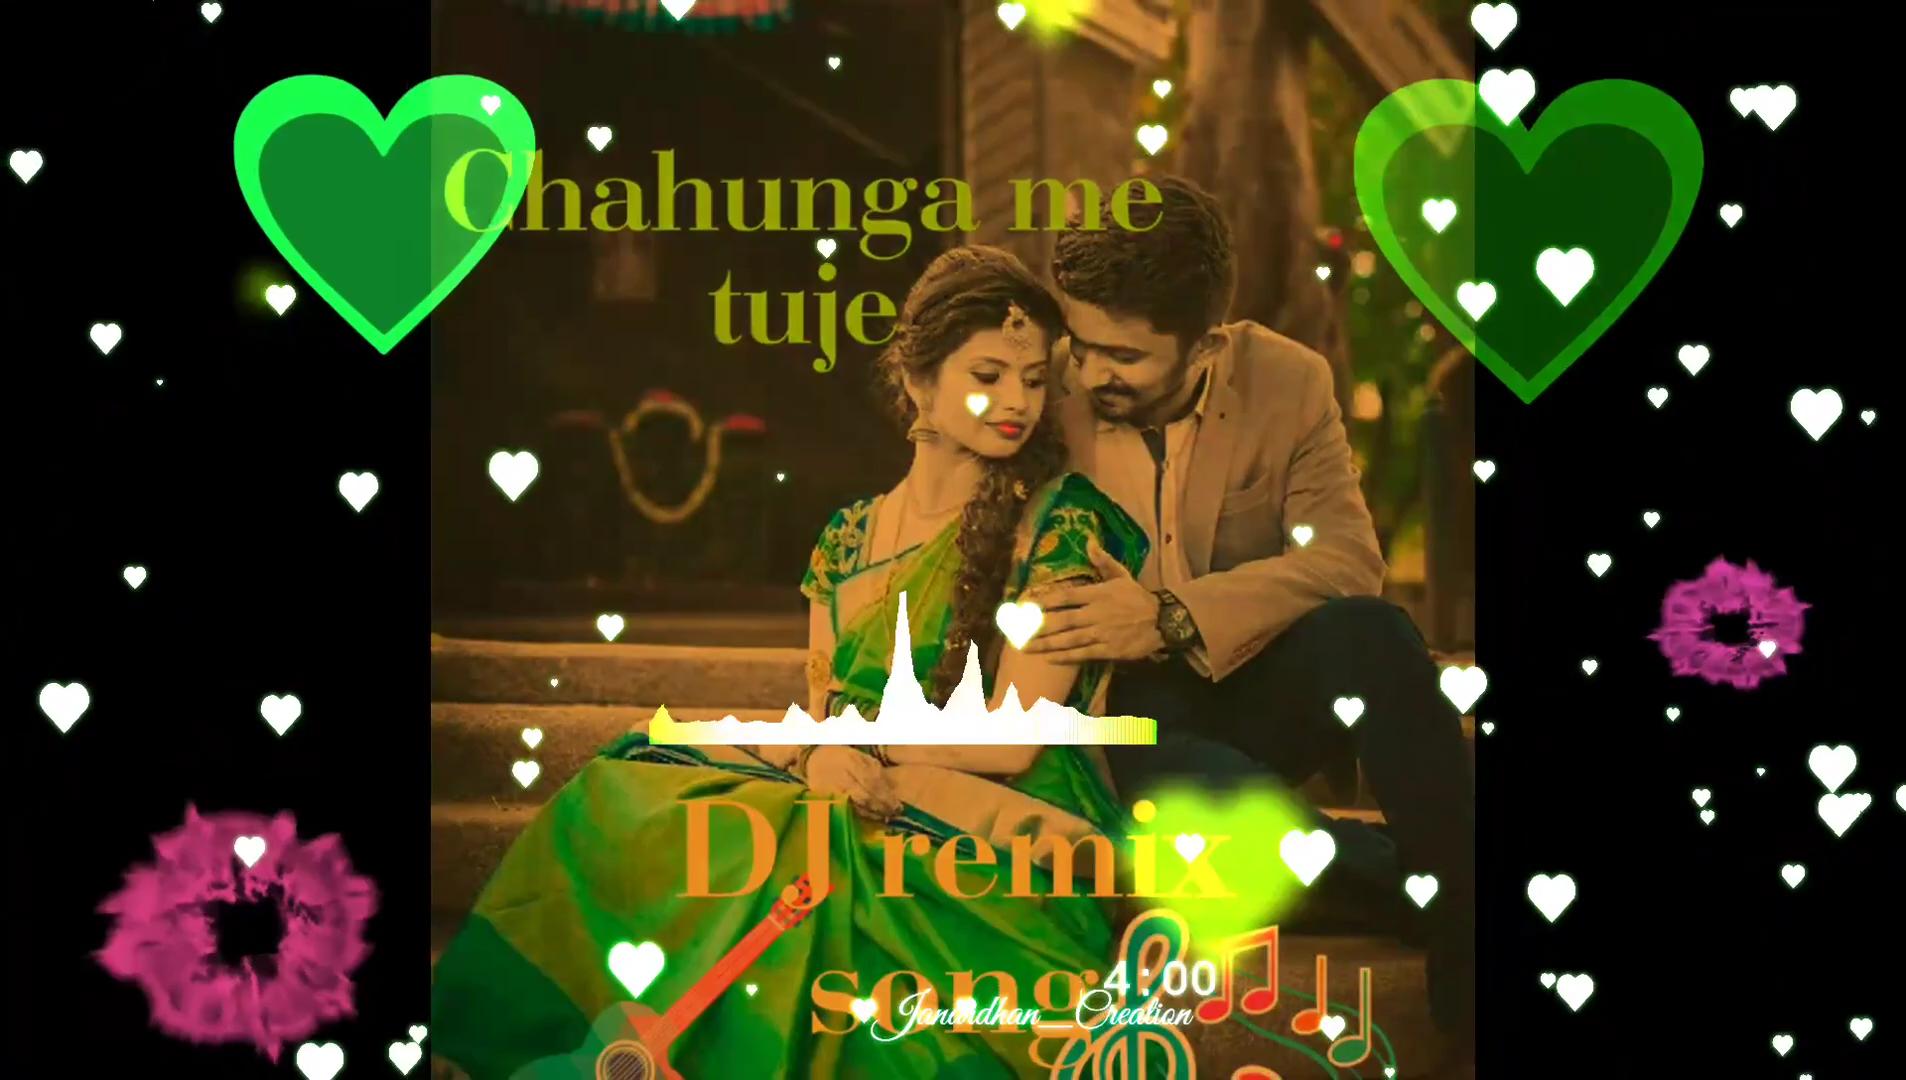 Chahunga me
tuje
DJ remix
song
4:00
Janardhan_Creation